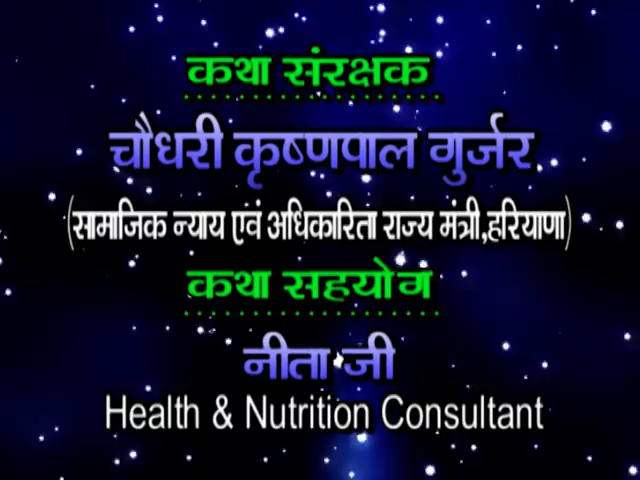 कथा संरक्षक
चौधरी कृष्णपाल गुर्जर
(सामाजिक न्याय एवं अधिकारिता राज्य मंत्री,हरियाणा)
कथा सहयोग
नीता जी
Health & Nutrition Consultant